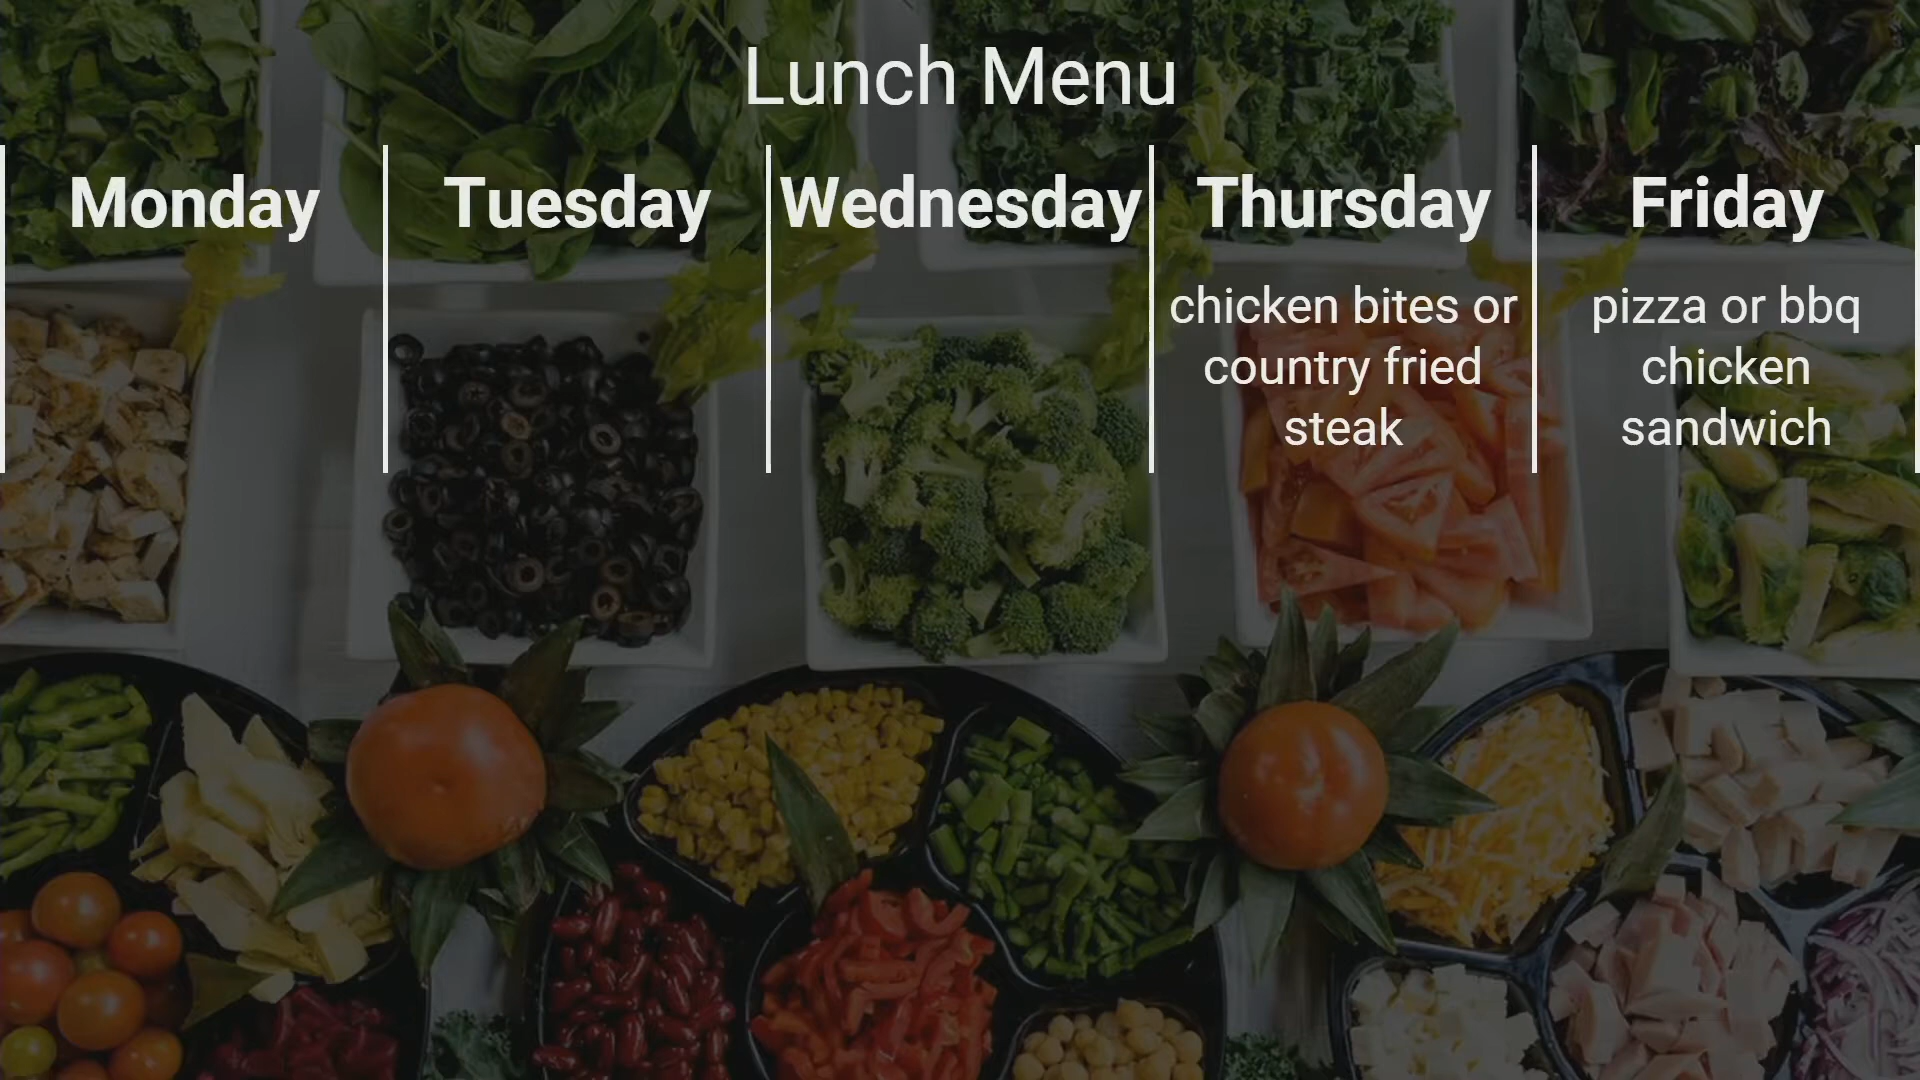 Lunch Menu
Monday
Tuesday
Wednesday
Thursday
Friday
chicken bites or
country fried
steak
pizza or bbq
chicken
sandwich